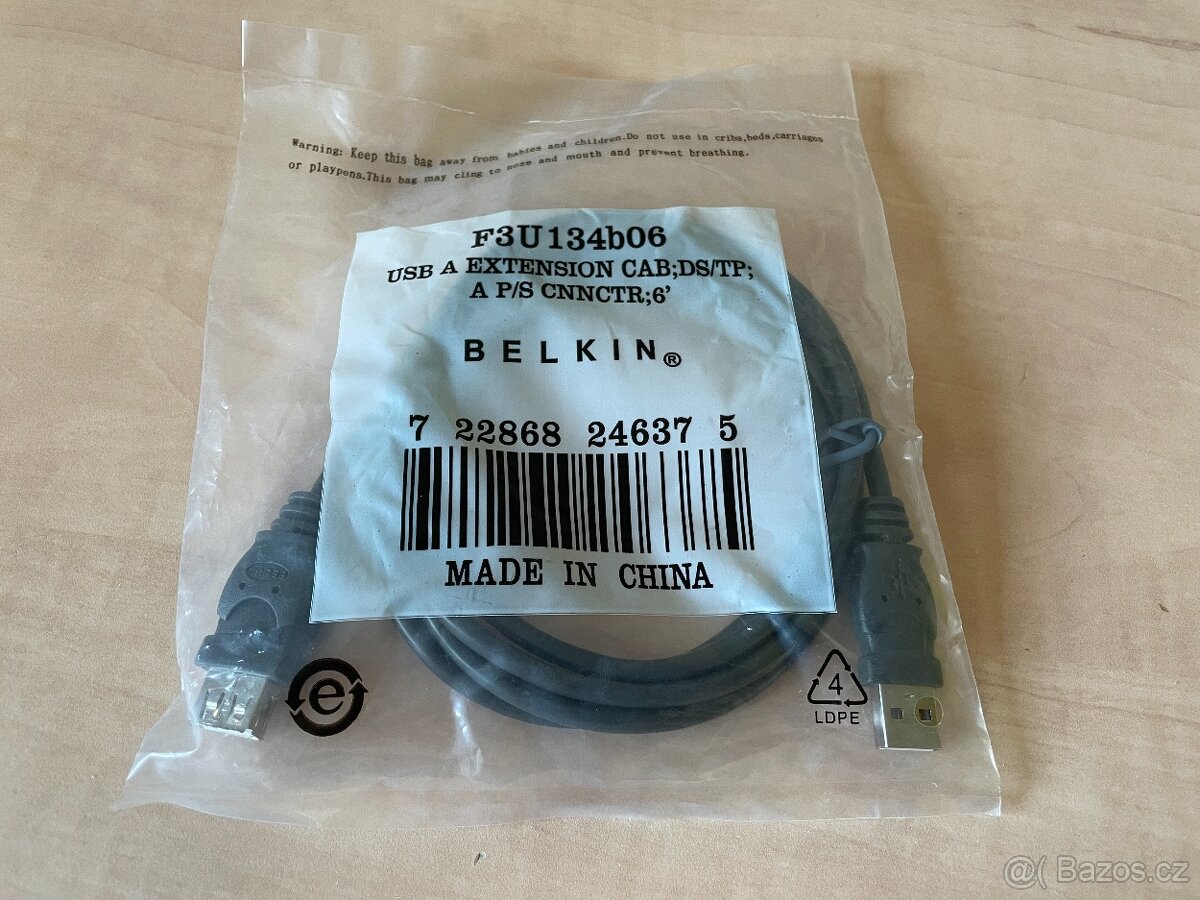 Warning: Keep this bag away from babies and children.Do not use in cribs,beds,carriages
or playpens.This bag may cling to nose and mouth and prevent breathing.
F3U134b06
USB A EXTENSION CAB;DS/TP;
A P/S CNNCTR;6'
BELKIN®
7 22868 24637 5
MADE IN CHINA
BELKIN
e
4
LDPE
@( Bazoš.cz